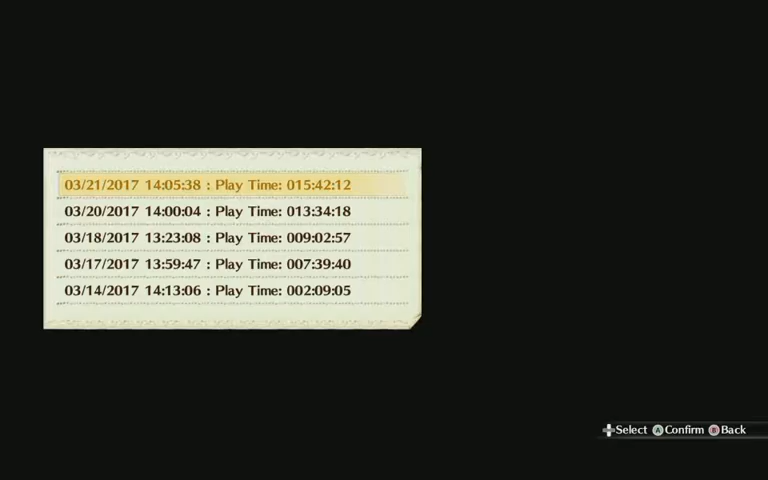 03/21/2017 14:05:38 : Play Time: 015:42:12
03/20/2017 14:00:04 : Play Time: 013:34:18
03/18/2017 13:23:08 : Play Time: 009:02:57
03/17/2017 13:59:47 : Play Time: 007:39:40
03/14/2017 14:13:06 : Play Time: 002:09:05
Select A Confirm B Back